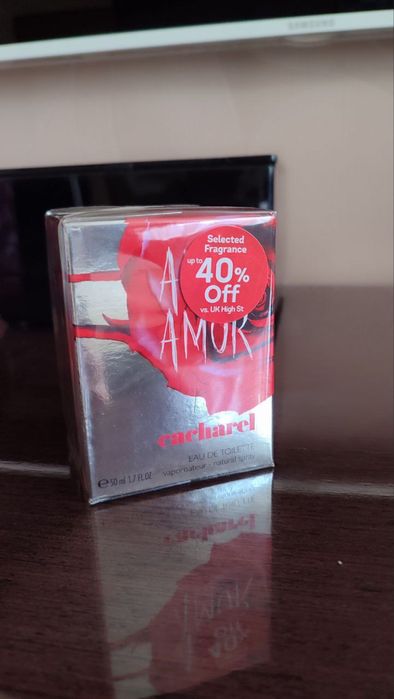 SAMSUNG
Selected
Fragrance
up to
40%
Off
vs. UK High St
A
AMOR
cacharel
EAU DE TOILETTE
vaporisateur - natural spray
e 50 ml 1.7 FL.OZ